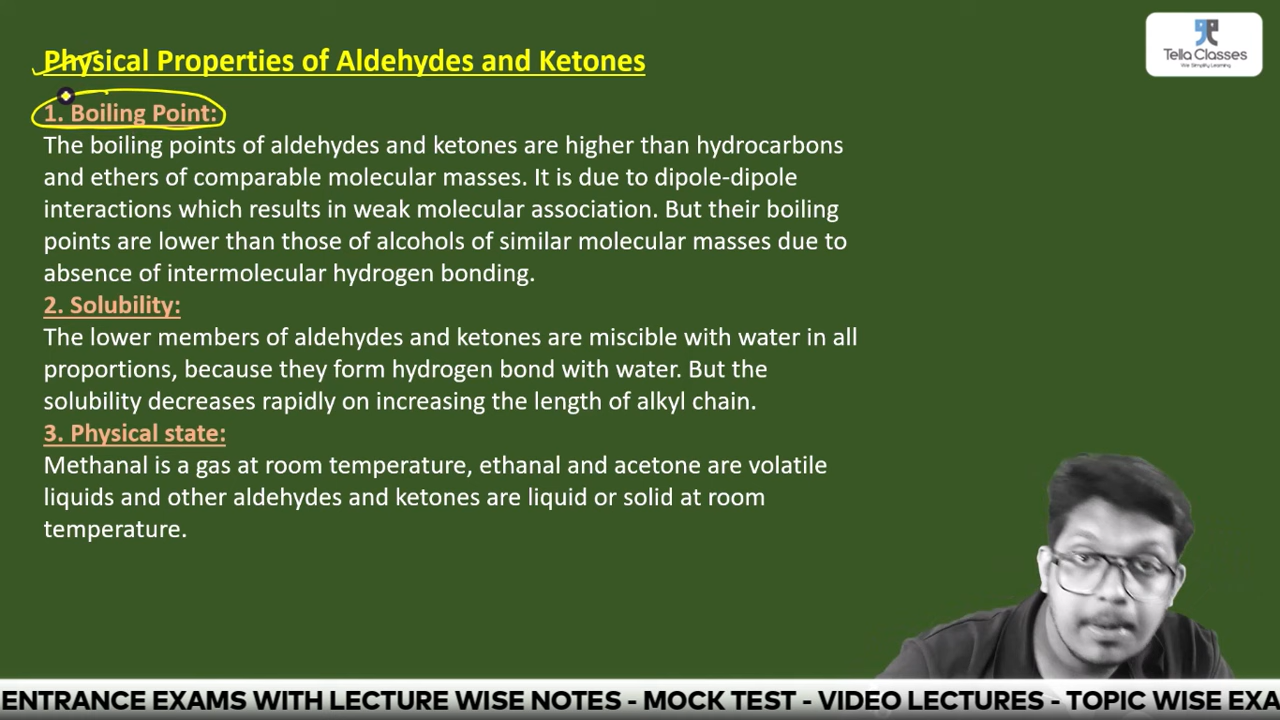 Physical Properties of Aldehydes and Ketones
Tella Classes
1. Boiling Point:
The boiling points of aldehydes and ketones are higher than hydrocarbons
and ethers of comparable molecular masses. It is due to dipole-dipole
interactions which results in weak molecular association. But their boiling
points are lower than those of alcohols of similar molecular masses due to
absence of intermolecular hydrogen bonding.
2. Solubility:
The lower members of aldehydes and ketones are miscible with water in all
proportions, because they form hydrogen bond with water. But the
solubility decreases rapidly on increasing the length of alkyl chain.
3. Physical state:
Methanal is a gas at room temperature, ethanal and acetone are volatile
liquids and other aldehydes and ketones are liquid or solid at room
temperature.
ENTRANCE EXAMS WITH LECTURE WISE NOTES - MOCK TEST - VIDEO LECTURES - TOPIC WISE EXA